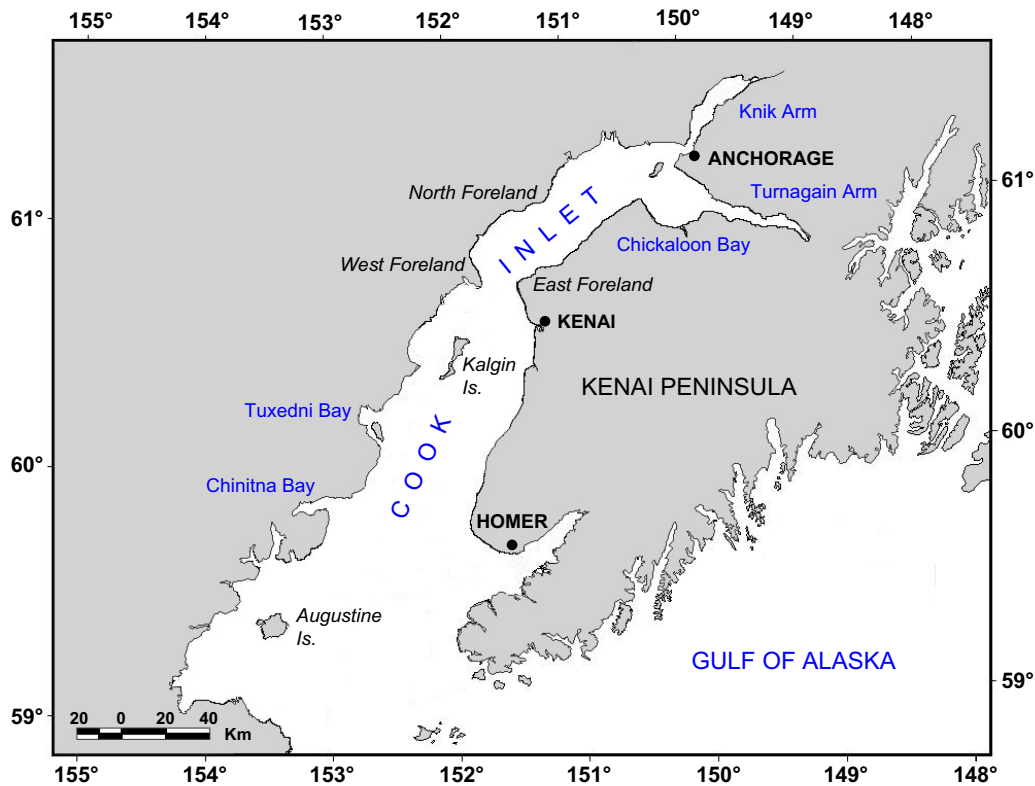 155° 154° 153° 152° 151° 150° 149° 148°
Knik Arm
ANCHORAGE
61°
North Foreland
Turnagain Arm
61°
INLET
Chickaloon Bay
West Foreland
East Foreland
KENAI
Kalgin
Is.
KENAI PENINSULA
Tuxedni Bay
60°
COOK
60°
Chinitna Bay
HOMER
Augustine
Is.
GULF OF ALASKA
59°
59°
20 0 20 40
Km
155° 154° 153° 152° 151° 150° 149° 148°